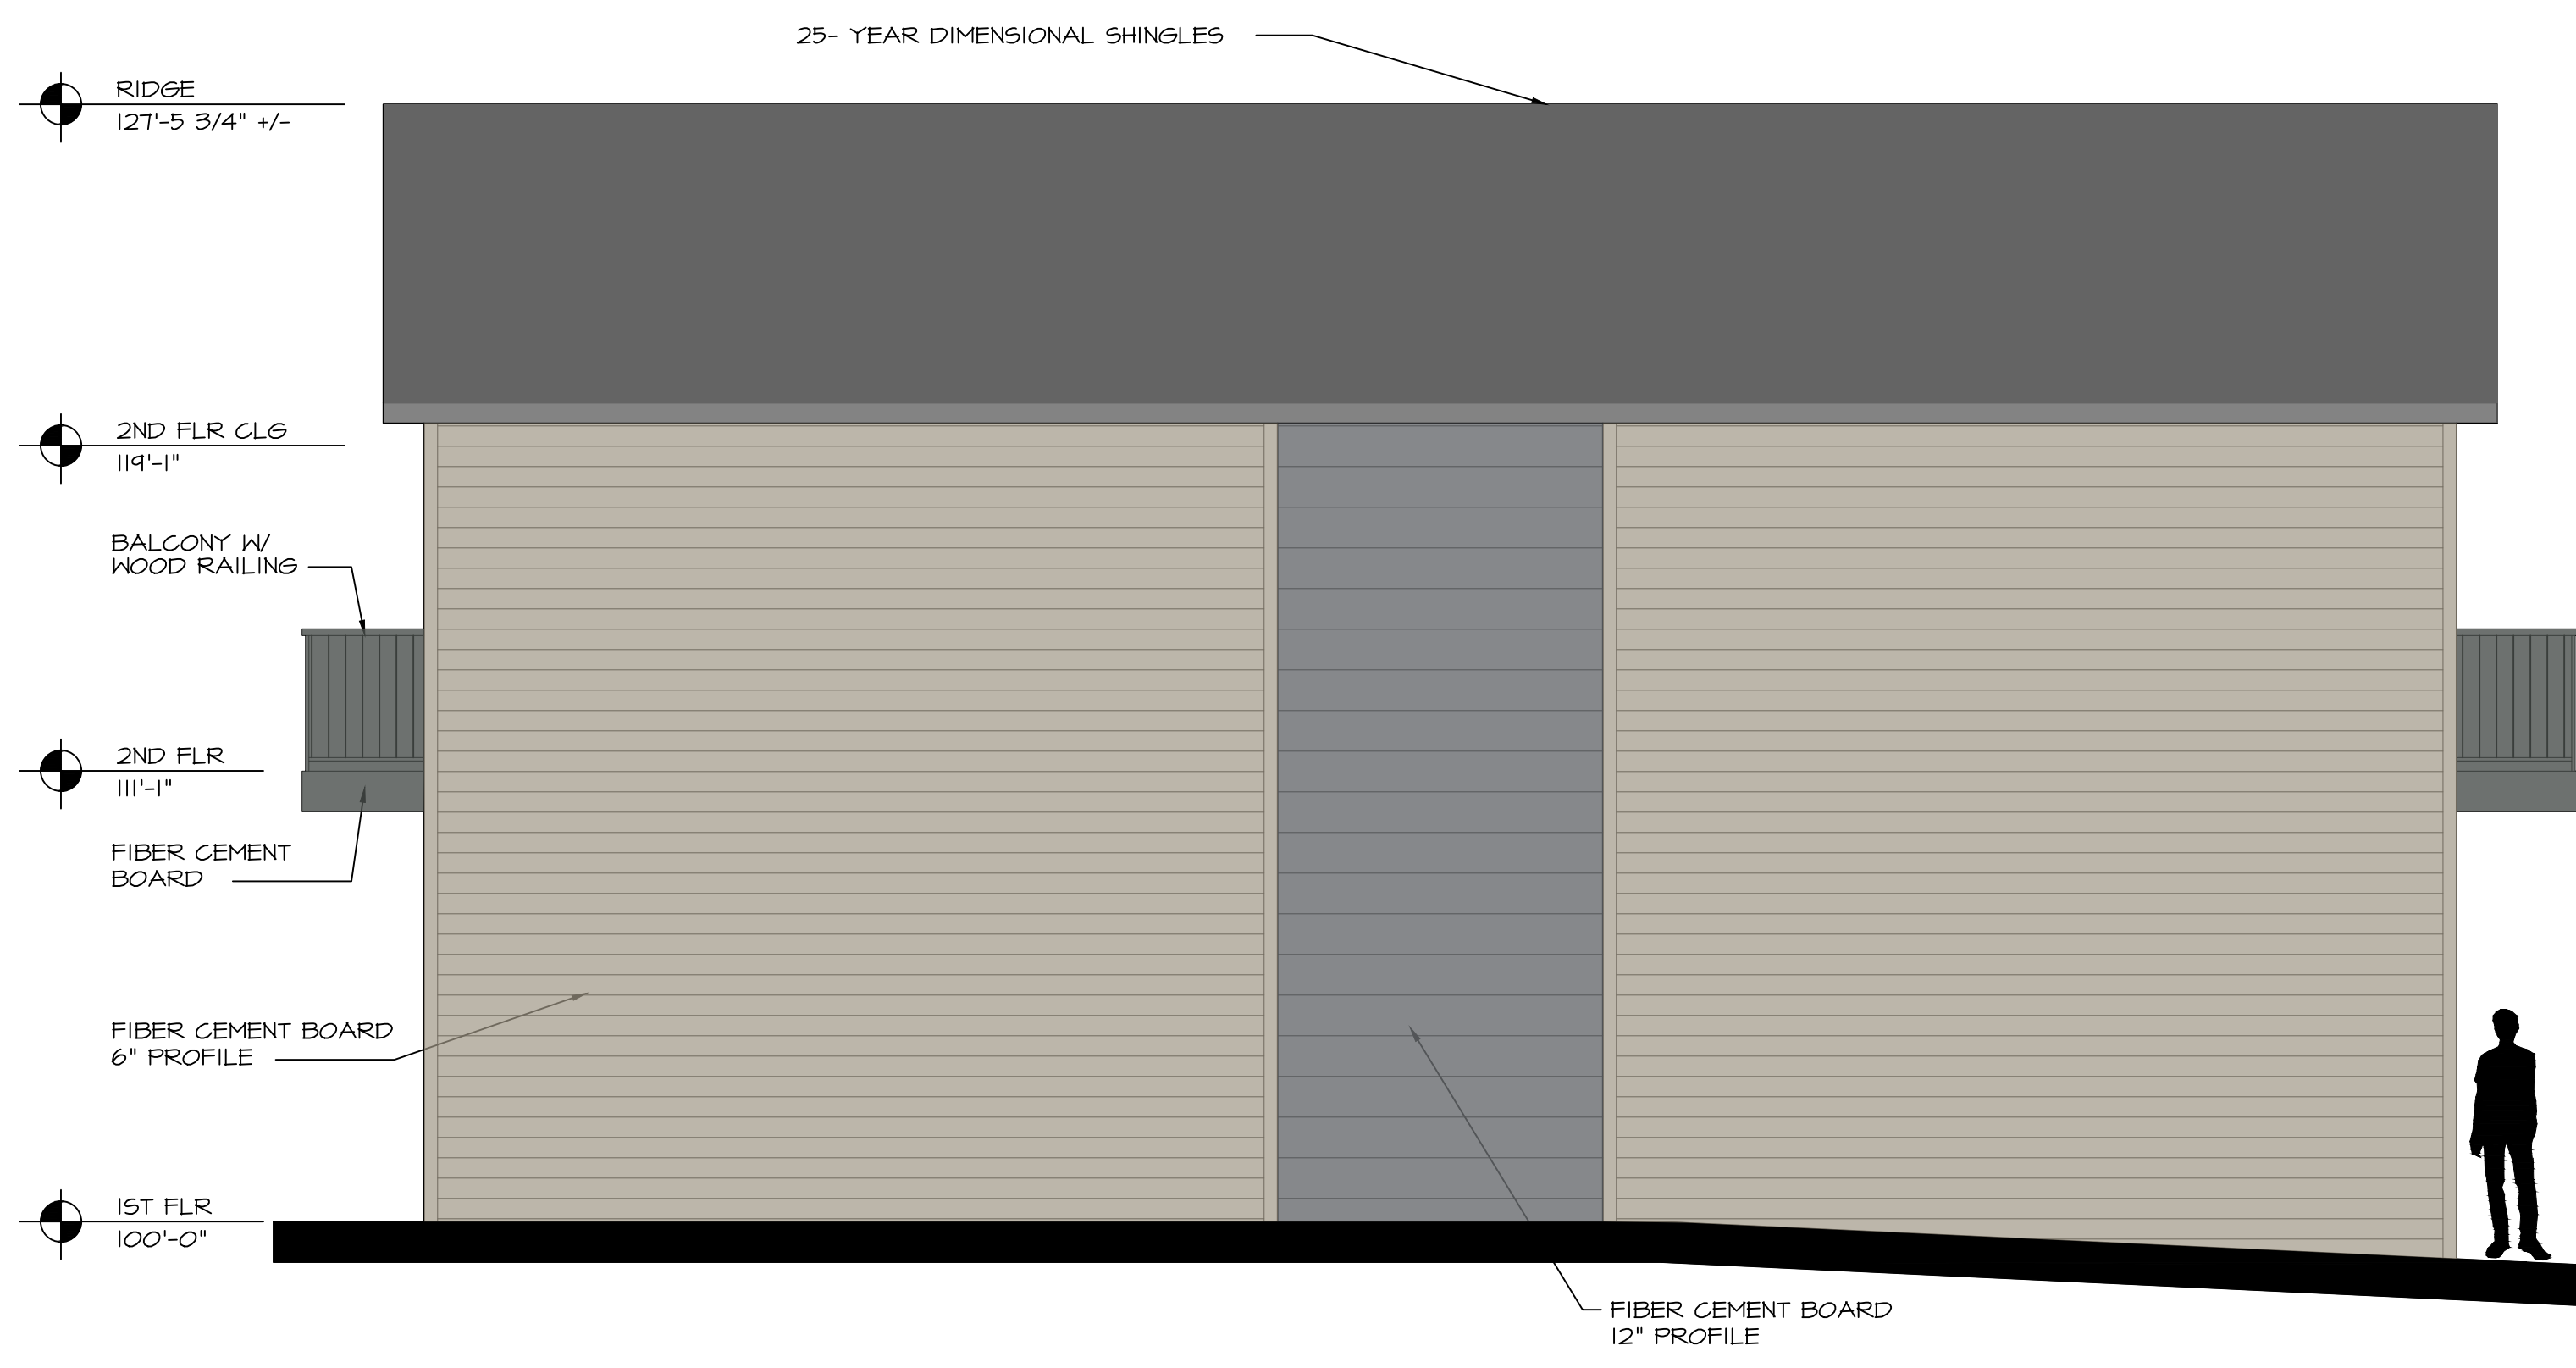 25- YEAR DIMENSIONAL SHINGLES
RIDGE
127'-5 3/4" +/-
2ND FLR CLG
119'-1"
BALCONY W/
WOOD RAILING
2ND FLR
111'-1"
FIBER CEMENT
BOARD
FIBER CEMENT BOARD
6" PROFILE
1ST FLR
100'-0"
FIBER CEMENT BOARD
12" PROFILE